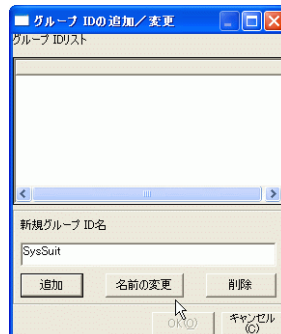 グループ IDの追加／変更
グループ IDリスト
新規グループ ID名
SysSuit
追加 名前の変更 削除
OK(O) キャンセル
(C)